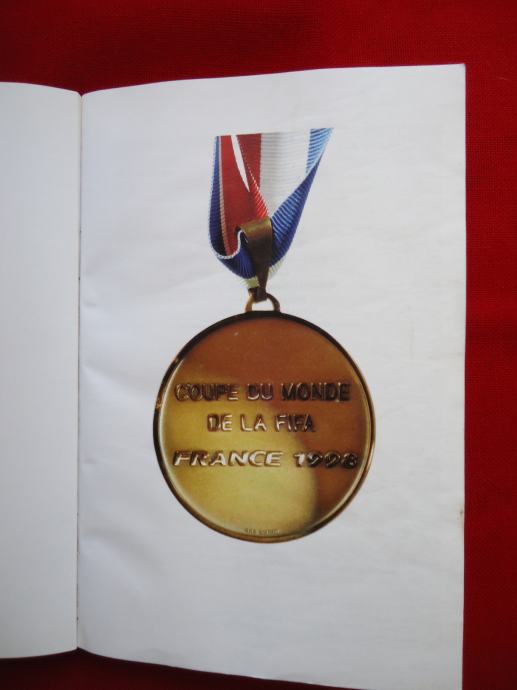 COUPE DU MONDE
DE LA FIFA
FRANCE 1998